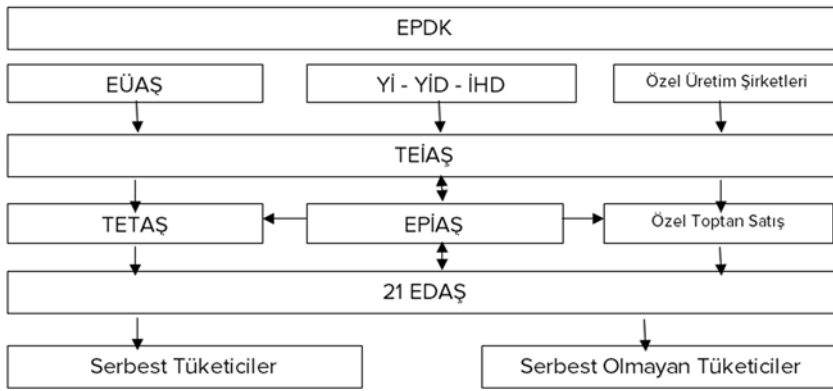 EPDK
EÜAŞ
Yİ - YİD - İHD
Özel Üretim Şirketleri
TEİAŞ
TETAŞ
EPİAŞ
Özel Toptan Satış
21 EDAŞ
Serbest Tüketiciler
Serbest Olmayan Tüketiciler